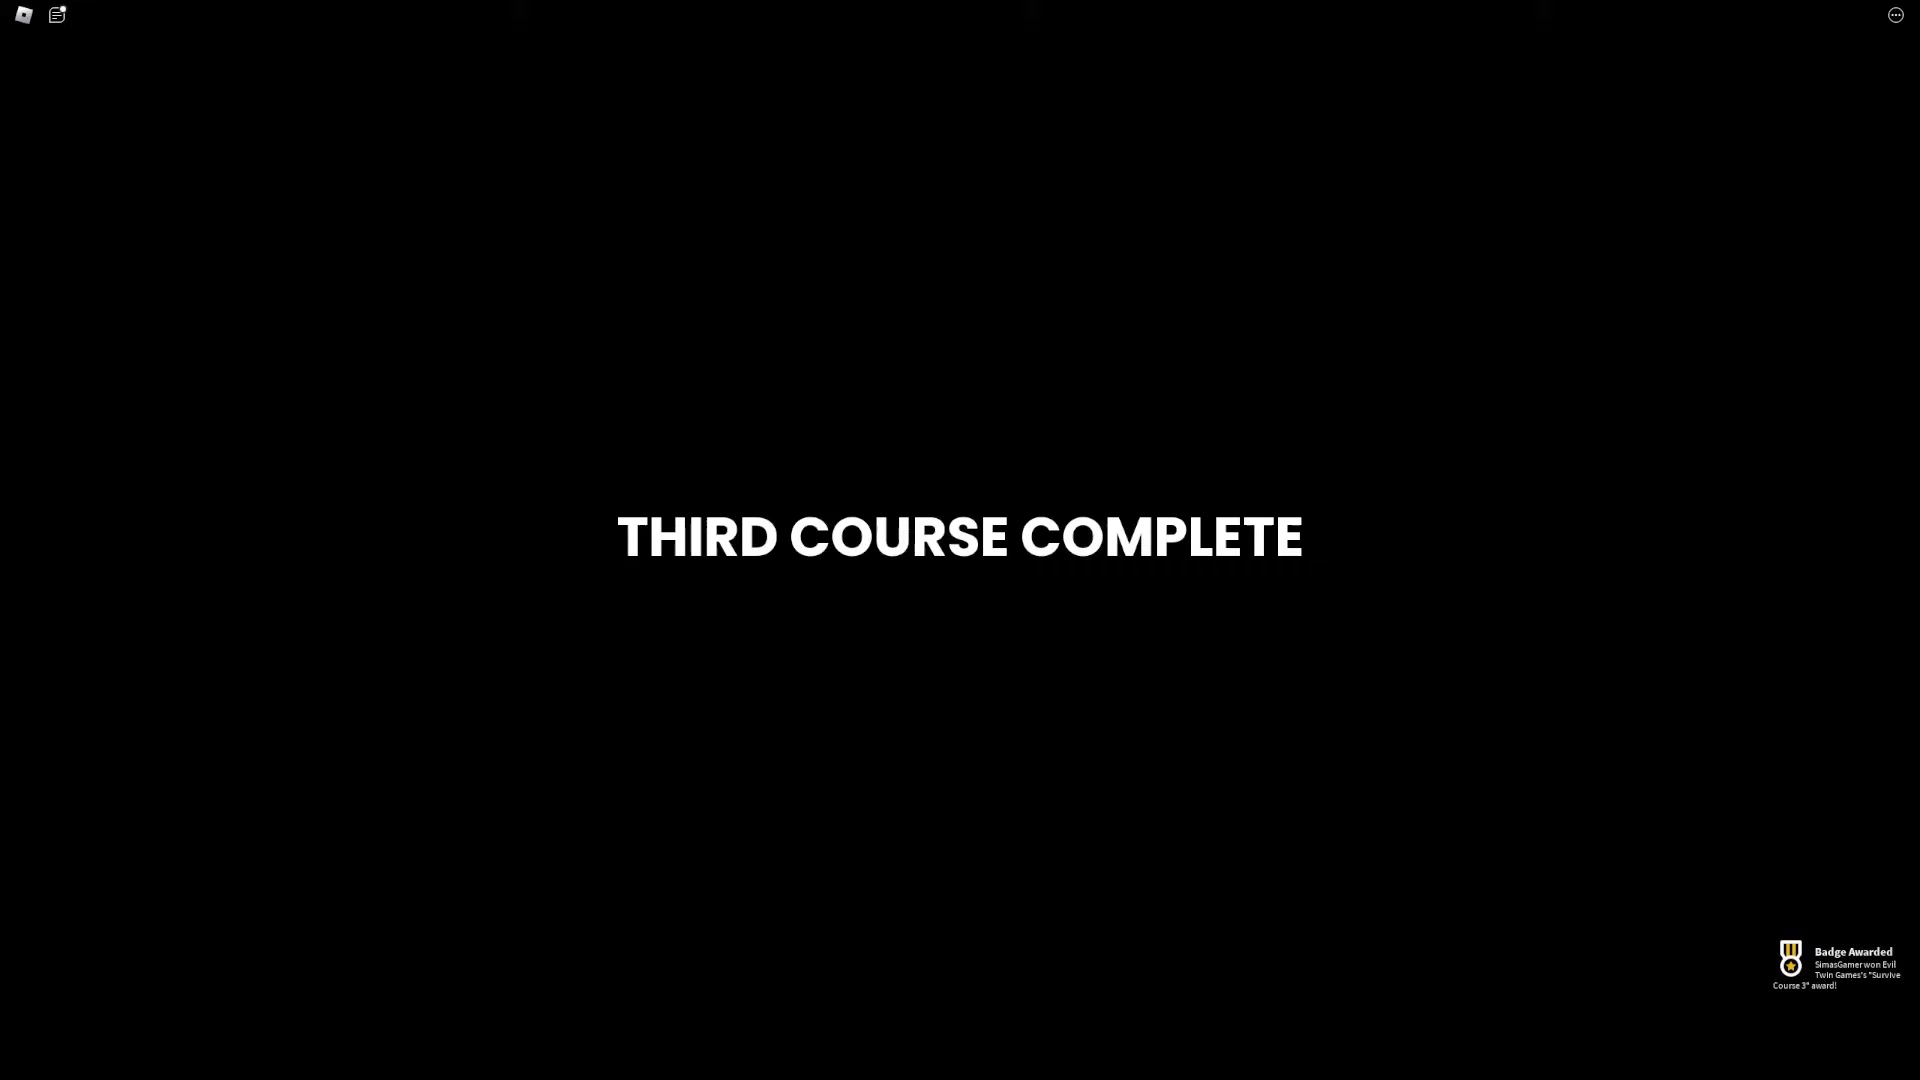 THIRD COURSE COMPLETE
Badge Awarded
SimasGamer won Evil
Twin Games's "Survive
Course 3" award!